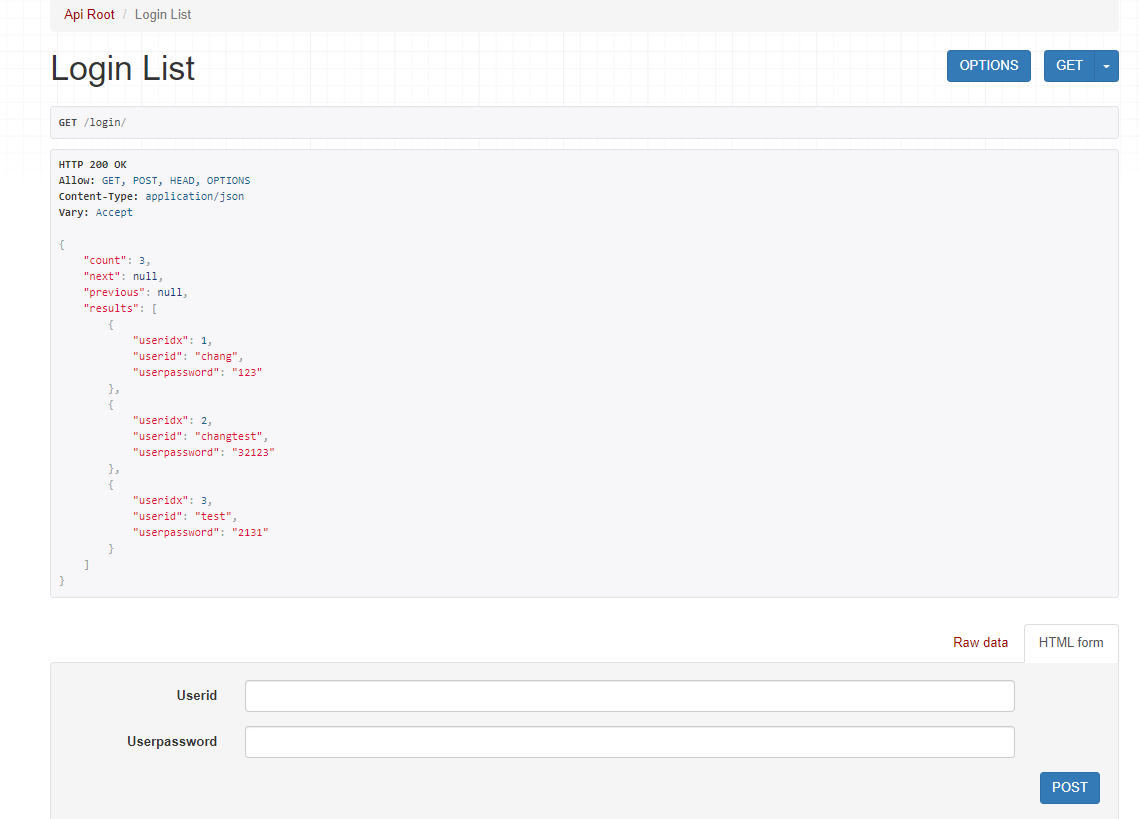 Api Root / Login List
Login List
OPTIONS
GET
GET /login/
HTTP 200 OK
Allow: GET, POST, HEAD, OPTIONS
Content-Type: application/json
Vary: Accept
{
    "count": 3,
    "next": null,
    "previous": null,
    "results": [
        {
            "useridx": 1,
            "userid": "chang",
            "userpassword": "123"
        },
        {
            "useridx": 2,
            "userid": "changtest",
            "userpassword": "32123"
        },
        {
            "useridx": 3,
            "userid": "test",
            "userpassword": "2131"
        }
    ]
}
Raw data
HTML form
Userid
Userpassword
POST